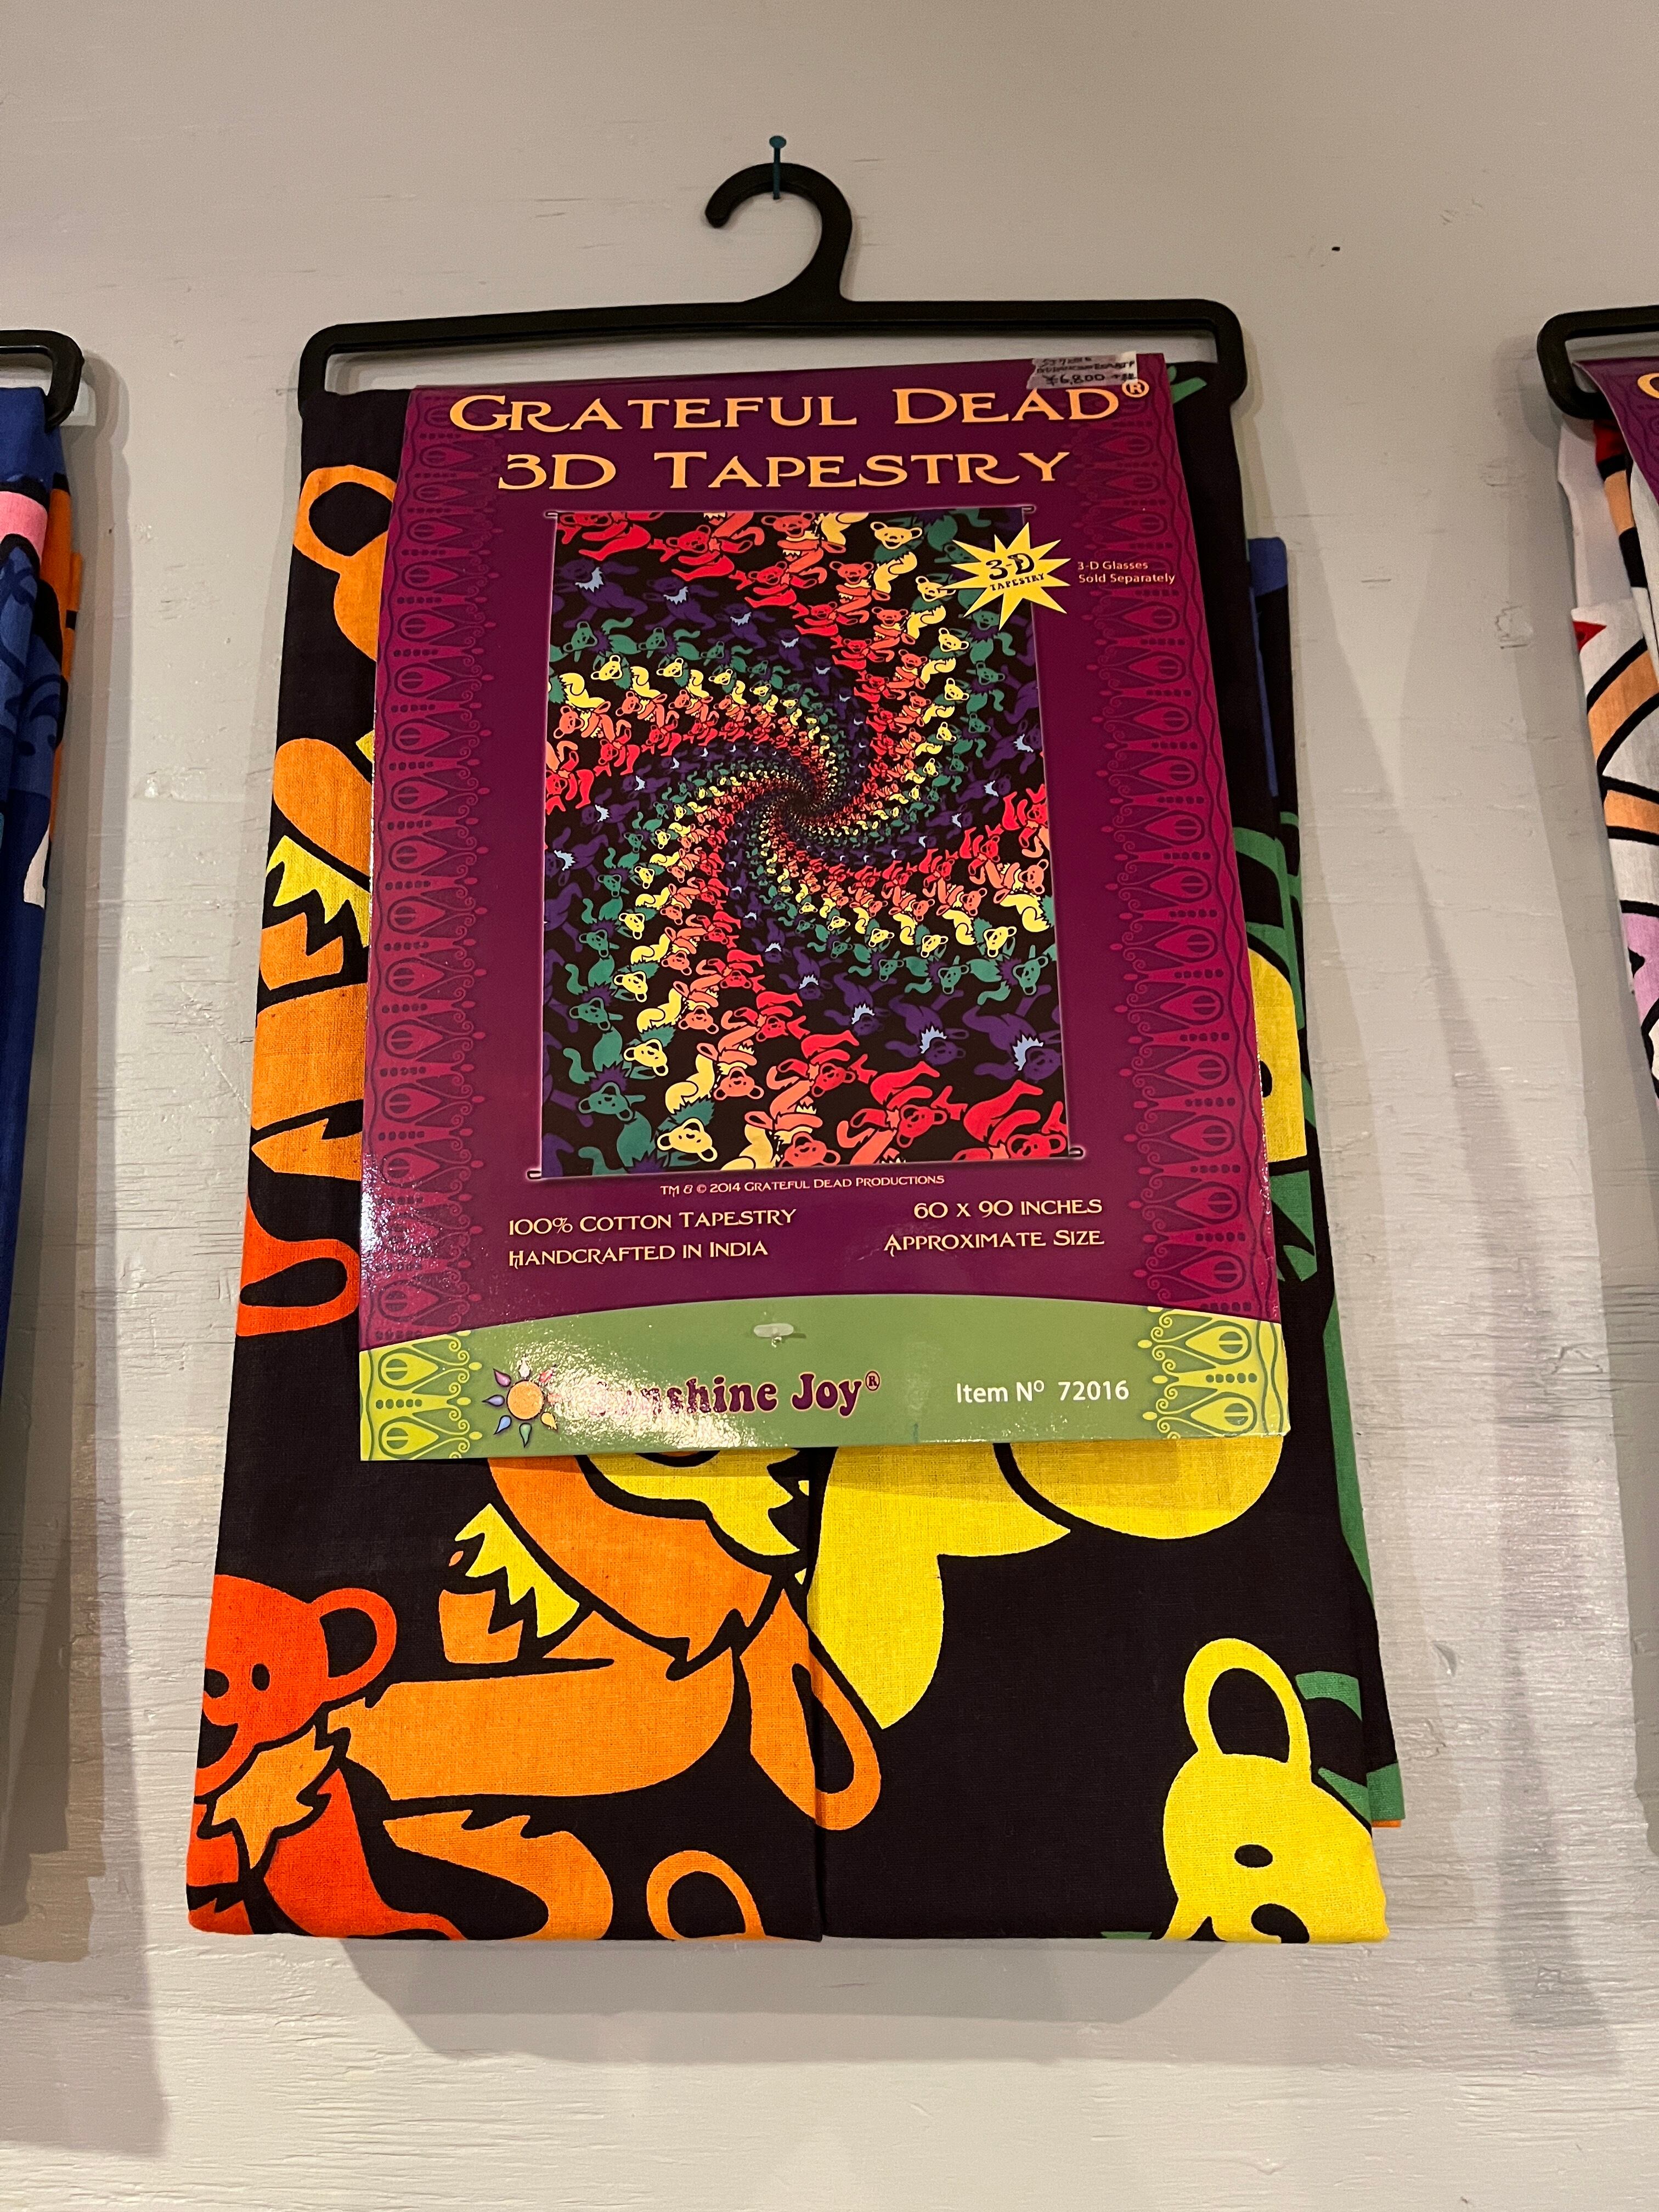 ¥6,800
GRATEFUL DEAD®
3D TAPESTRY
3-D
TAPESTRY
3-D Glasses
Sold Separately
TM & © 2014 GRATEFUL DEAD PRODUCTIONS
100% COTTON TAPESTRY
HANDCRAFTED IN INDIA
60 X 90 INCHES
APPROXIMATE SIZE
Sunshine Joy®
Item Nº 72016